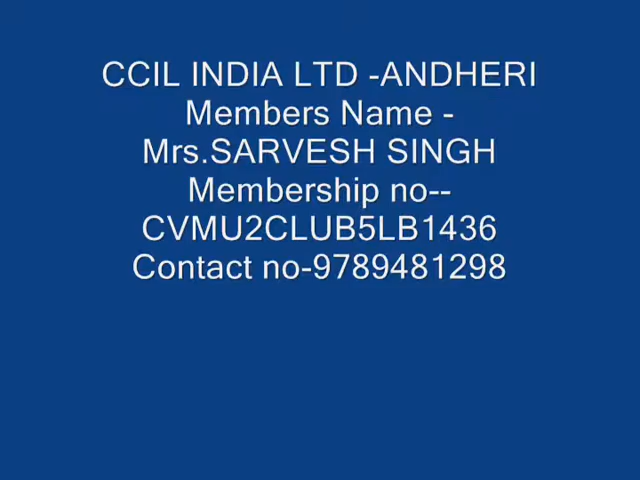 CCIL INDIA LTD -ANDHERI
Members Name -
Mrs.SARVESH SINGH
Membership no--
CVMU2CLUB5LB1436
Contact no-9789481298